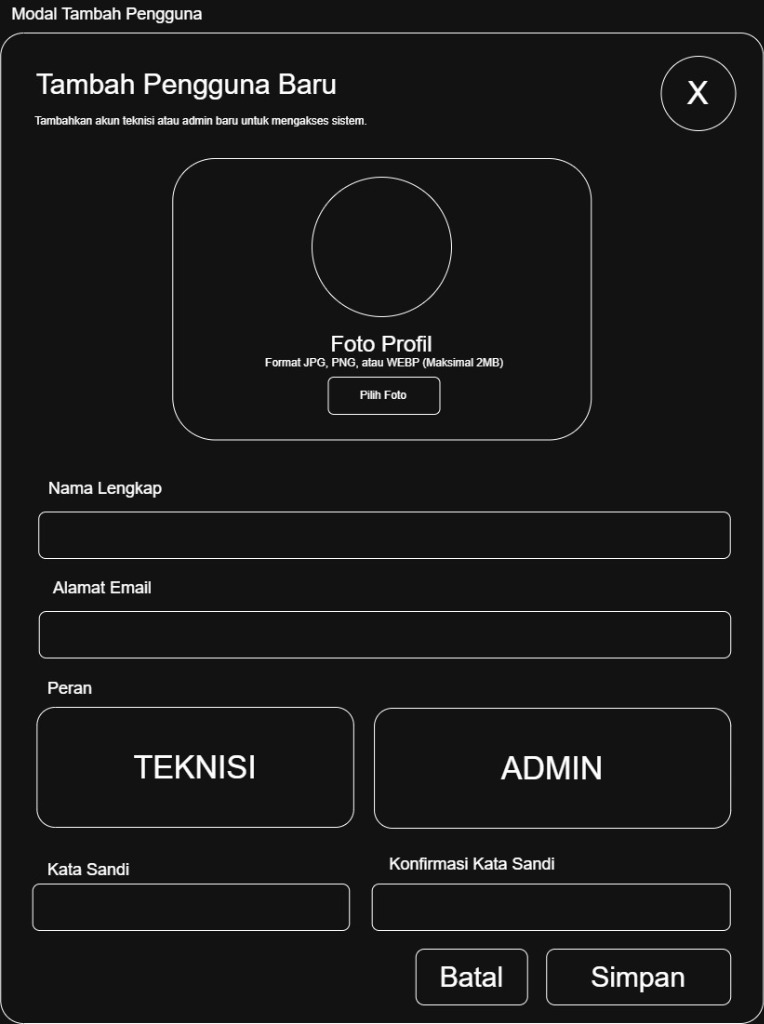 Modal Tambah Pengguna
Tambah Pengguna Baru
X
Tambahkan akun teknisi atau admin baru untuk mengakses sistem.
Foto Profil
Format JPG, PNG, atau WEBP (Maksimal 2MB)
Pilih Foto
Nama Lengkap
Alamat Email
Peran
TEKNISI
ADMIN
Kata Sandi
Konfirmasi Kata Sandi
Batal
Simpan